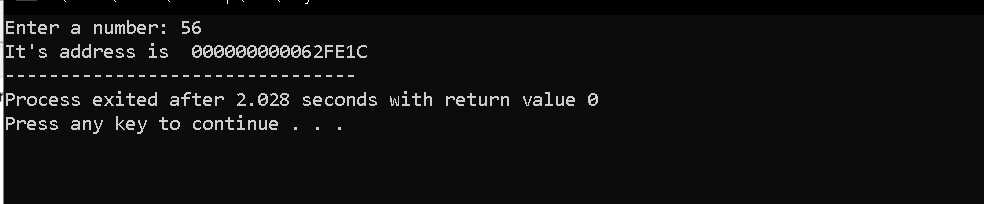 Enter a number: 56
It's address is  000000000062FE1C
--------------------------------
Process exited after 2.028 seconds with return value 0
Press any key to continue . . .